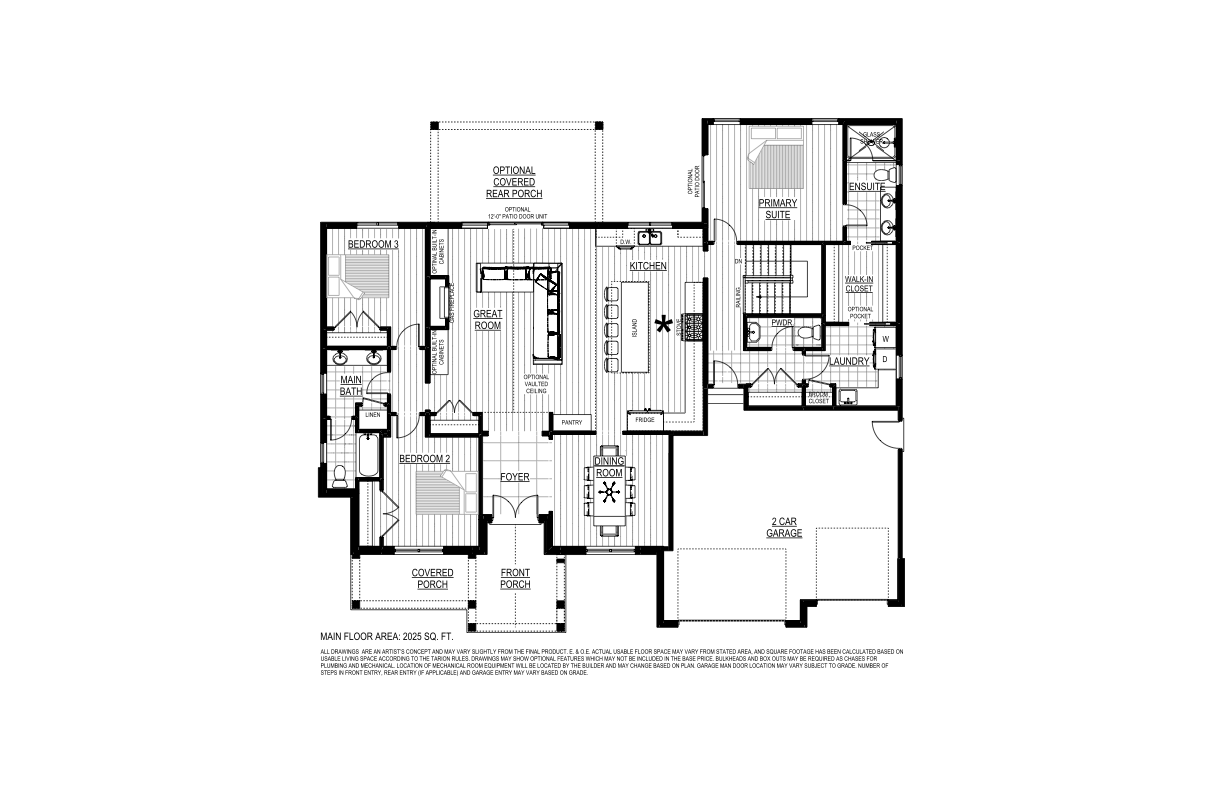 GLASS
SHOWER
OPTIONAL
COVERED
REAR PORCH
OPTIONAL
PATIO DOOR
ENSUITE
PRIMARY
SUITE
OPTIONAL
12'-0" PATIO DOOR UNIT
BEDROOM 3
OPTIONAL BUILT-IN
CABINETS
D.W.
KITCHEN
POCKET
DN
WALK-IN
CLOSET
RAILING
GAS FIREPLACE
OPTIONAL
POCKET
GREAT
ROOM
ISLAND
STOVE
PWDR
W
OPTIONAL BUILT-IN
CABINETS
LAUNDRY
D
MAIN
BATH
OPTIONAL
VAULTED
CEILING
BROOM
CLOSET
LINEN
PANTRY
FRIDGE
BEDROOM 2
DINING
ROOM
FOYER
2 CAR
GARAGE
COVERED
PORCH
FRONT
PORCH
MAIN FLOOR AREA: 2025 SQ. FT.
ALL DRAWINGS ARE AN ARTIST'S CONCEPT AND MAY VARY SLIGHTLY FROM THE FINAL PRODUCT. E. & O.E. ACTUAL USABLE FLOOR SPACE MAY VARY FROM STATED AREA, AND SQUARE FOOTAGE HAS BEEN CALCULATED BASED ON
USABLE LIVING SPACE ACCORDING TO THE TARION RULES. DRAWINGS MAY SHOW OPTIONAL FEATURES WHICH MAY NOT BE INCLUDED IN THE BASE PRICE. BULKHEADS AND BOX OUTS MAY BE REQUIRED AS CHASES FOR
PLUMBING AND MECHANICAL. LOCATION OF MECHANICAL ROOM EQUIPMENT WILL BE LOCATED BY THE BUILDER AND MAY CHANGE BASED ON PLAN. GARAGE MAN DOOR LOCATION MAY VARY SUBJECT TO GRADE. NUMBER OF
STEPS IN FRONT ENTRY, REAR ENTRY (IF APPLICABLE) AND GARAGE ENTRY MAY VARY BASED ON GRADE.